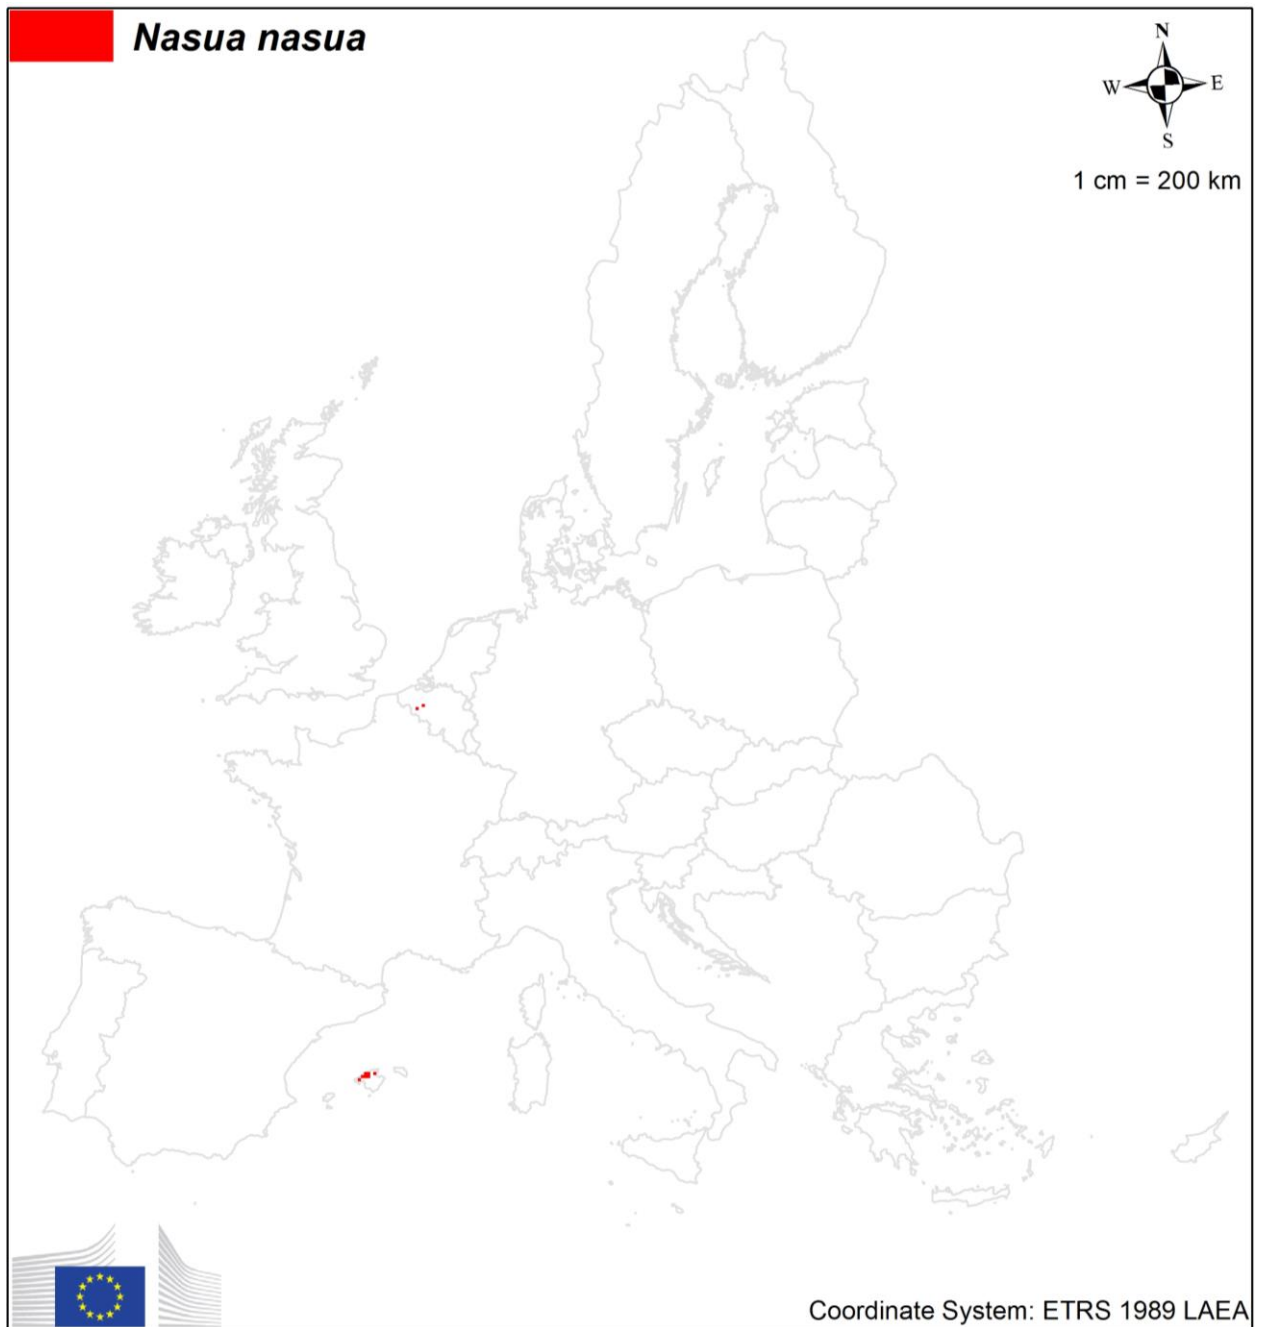 Nasua nasua
N
W E
S
1 cm = 200 km
Coordinate System: ETRS 1989 LAEA